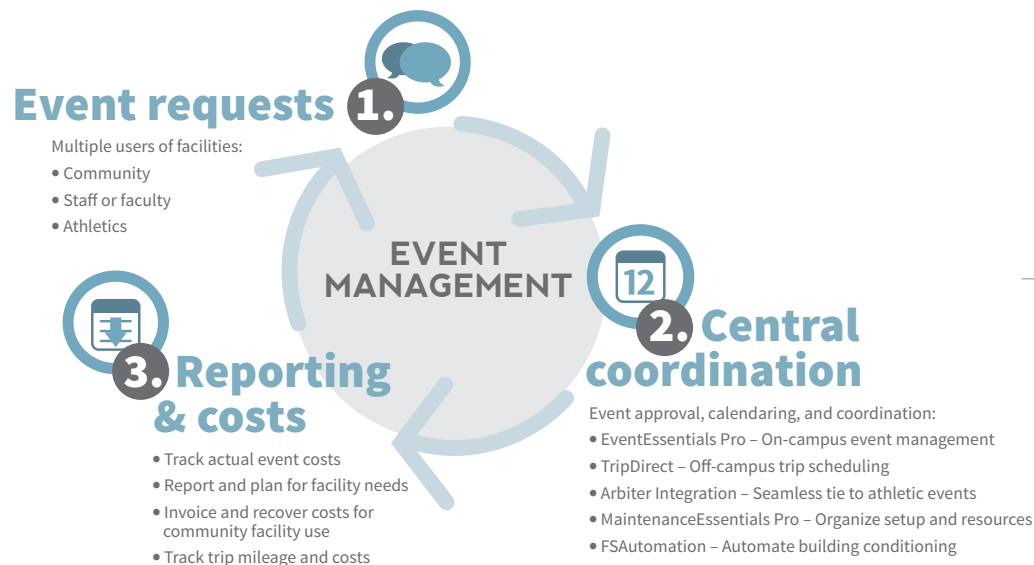 Event requests 1.
Multiple users of facilities:
• Community
• Staff or faculty
• Athletics
EVENT
MANAGEMENT
12
2. Central
coordination
Event approval, calendaring, and coordination:
• EventEssentials Pro – On-campus event management
• TripDirect – Off-campus trip scheduling
• Arbiter Integration – Seamless tie to athletic events
• MaintenanceEssentials Pro – Organize setup and resources
• FSAutomation – Automate building conditioning
3. Reporting
& costs
• Track actual event costs
• Report and plan for facility needs
• Invoice and recover costs for
community facility use
• Track trip mileage and costs